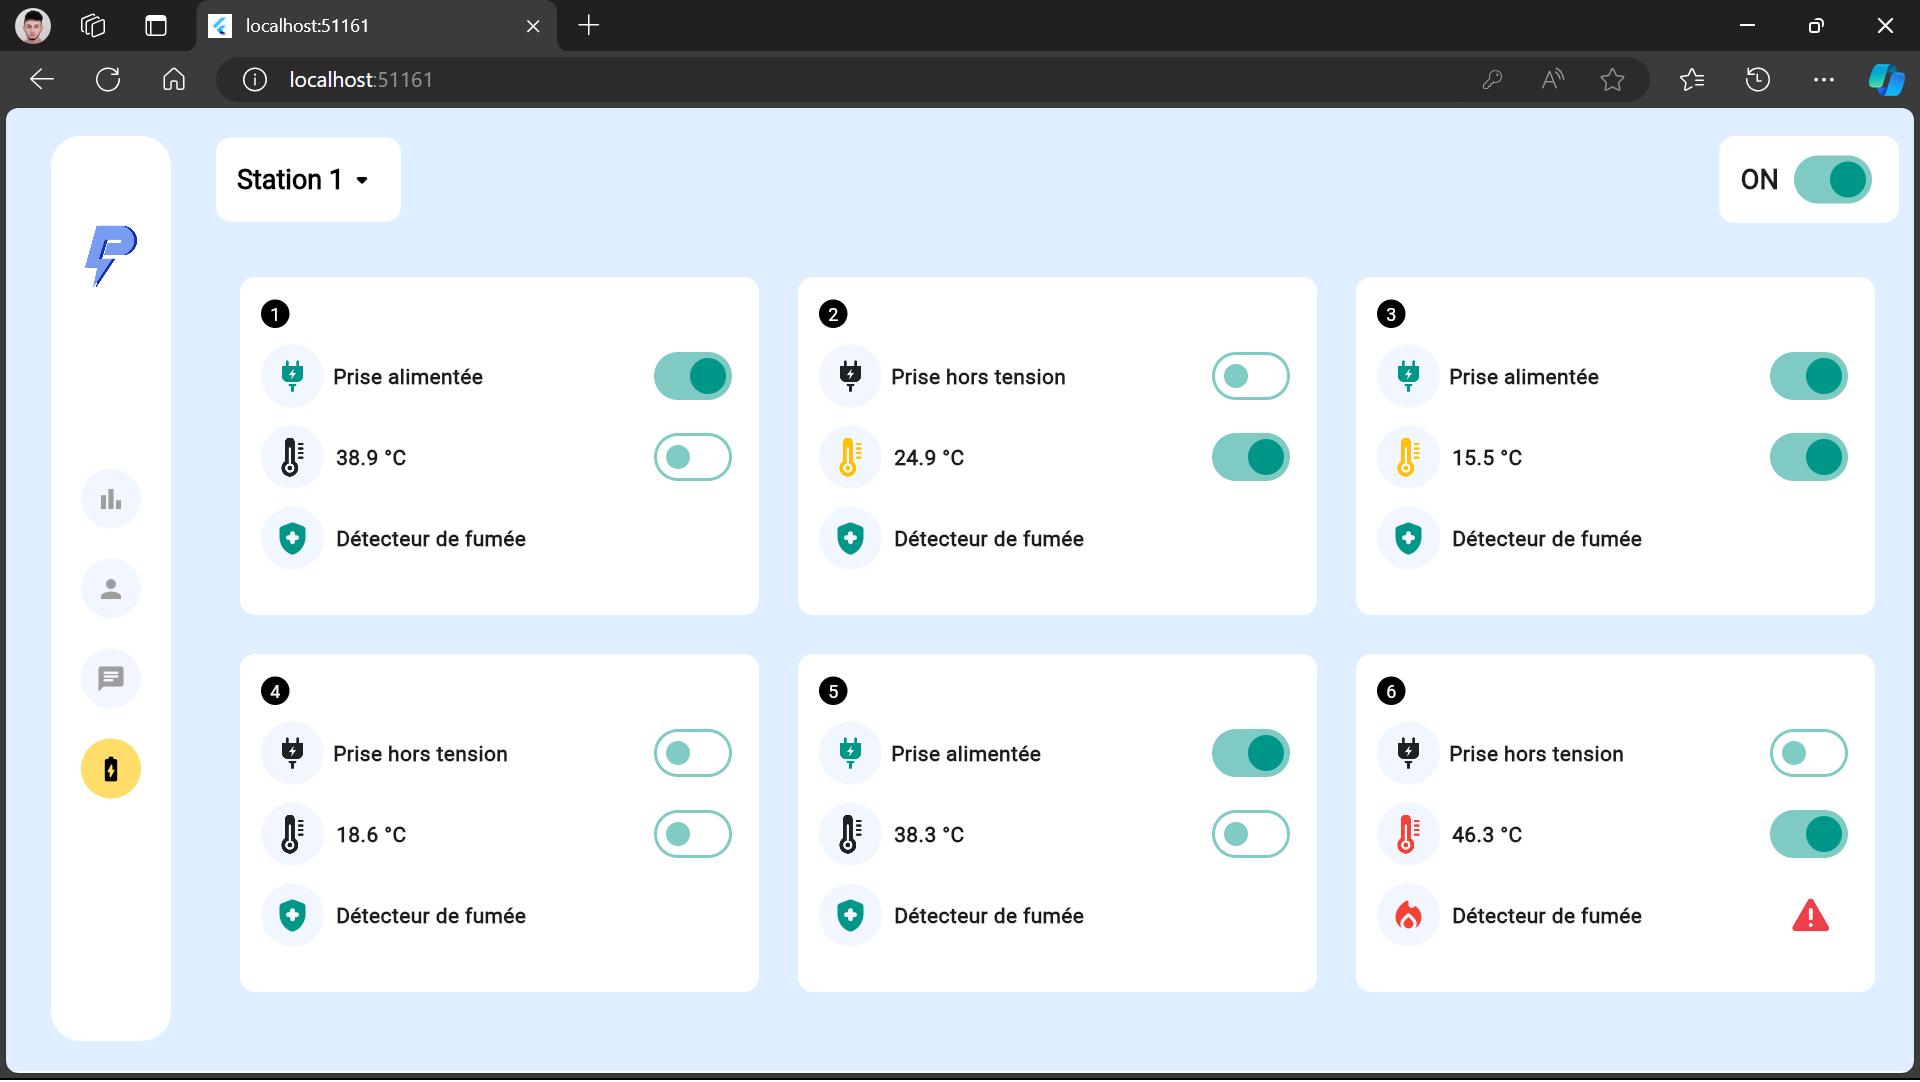 localhost:51161
localhost:51161
Station 1
ON
1
Prise alimentée
38.9 °C
Détecteur de fumée
2
Prise hors tension
24.9 °C
Détecteur de fumée
3
Prise alimentée
15.5 °C
Détecteur de fumée
4
Prise hors tension
18.6 °C
Détecteur de fumée
5
Prise alimentée
38.3 °C
Détecteur de fumée
6
Prise hors tension
46.3 °C
Détecteur de fumée